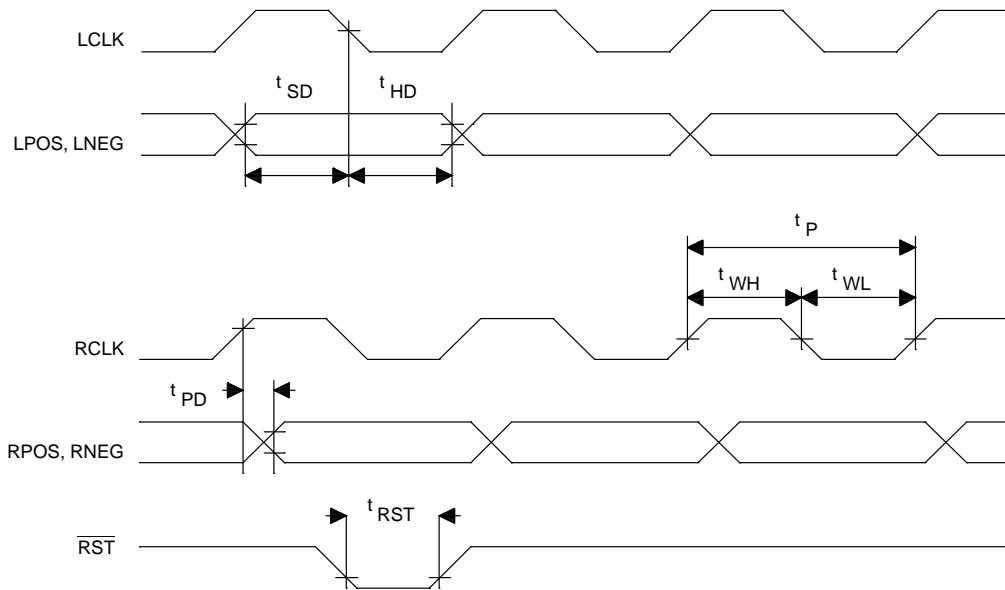 LCLK
t SD
t HD
LPOS, LNEG
t P
t WH
t WL
RCLK
t PD
RPOS, RNEG
t RST
RST